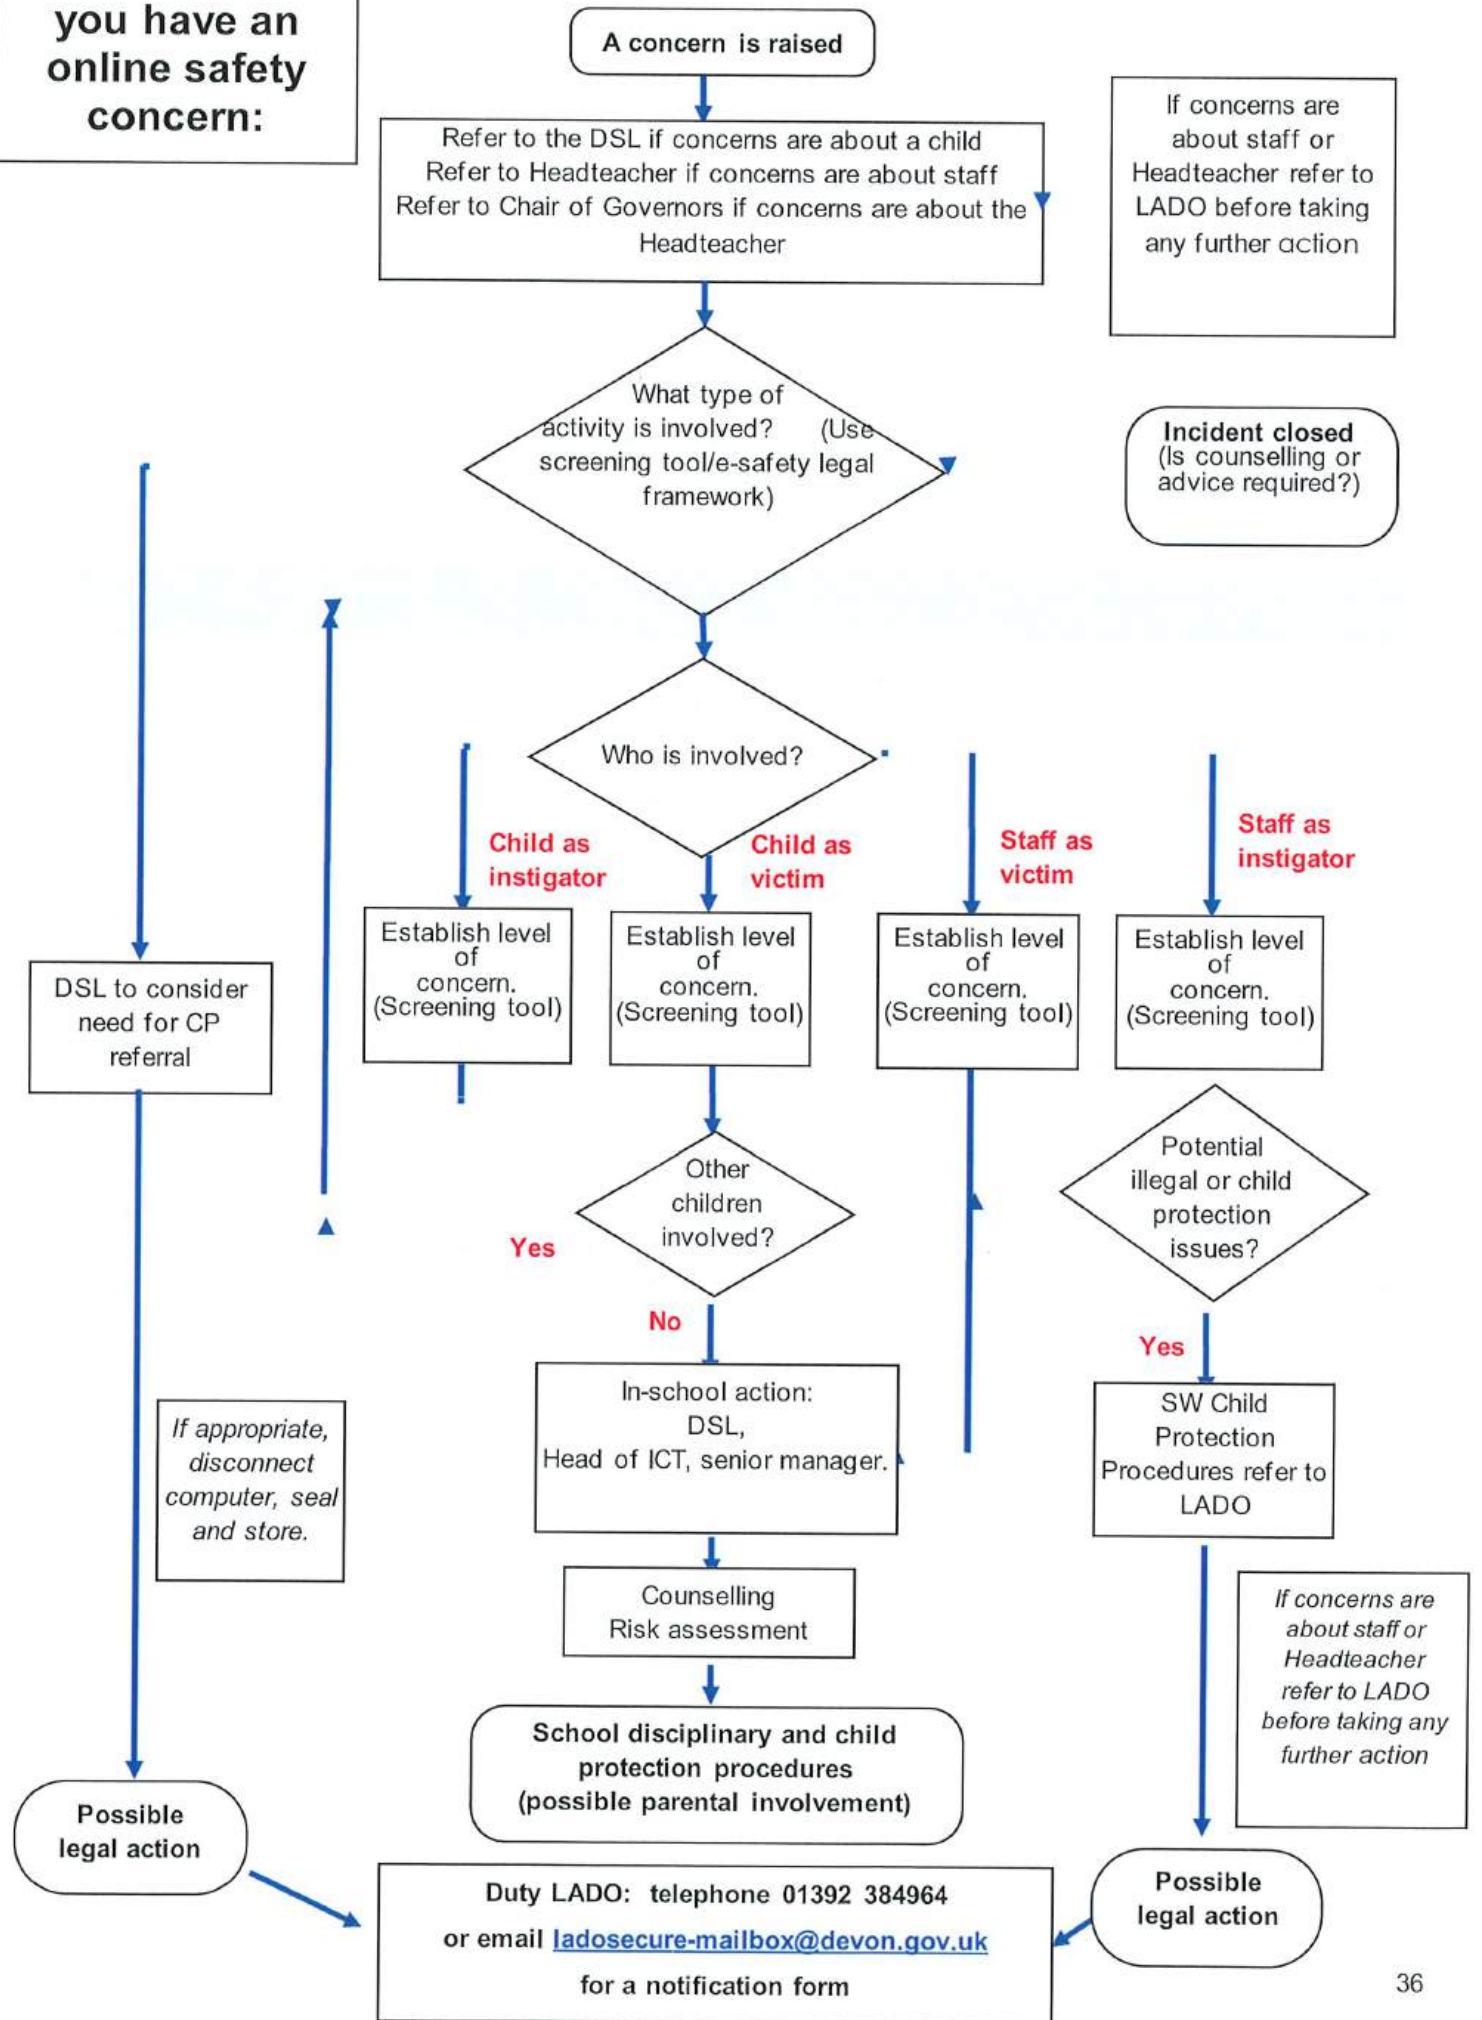 you have an
online safety
concern:
A concern is raised
Refer to the DSL if concerns are about a child
Refer to Headteacher if concerns are about staff
Refer to Chair of Governors if concerns are about the
Headteacher
If concerns are
about staff or
Headteacher refer to
LADO before taking
any further action
What type of
activity is involved? (Use
screening tool/e-safety legal
framework)
Incident closed
(Is counselling or
advice required?)
Who is involved?
Child as
instigator
Child as
victim
Staff as
victim
Staff as
instigator
Establish level
of
concern.
(Screening tool)
Establish level
of
concern.
(Screening tool)
Establish level
of
concern.
(Screening tool)
Establish level
of
concern.
(Screening tool)
DSL to consider
need for CP
referral
Other
children
involved?
Potential
illegal or child
protection
issues?
Yes
No
Yes
In-school action:
DSL,
Head of ICT, senior manager.
SW Child
Protection
Procedures refer to
LADO
If appropriate,
disconnect
computer, seal
and store.
Counselling
Risk assessment
If concerns are
about staff or
Headteacher
refer to LADO
before taking any
further action
School disciplinary and child
protection procedures
(possible parental involvement)
Possible
legal action
Possible
legal action
Duty LADO: telephone 01392 384964
or email ladosecure-mailbox@devon.gov.uk
for a notification form
36